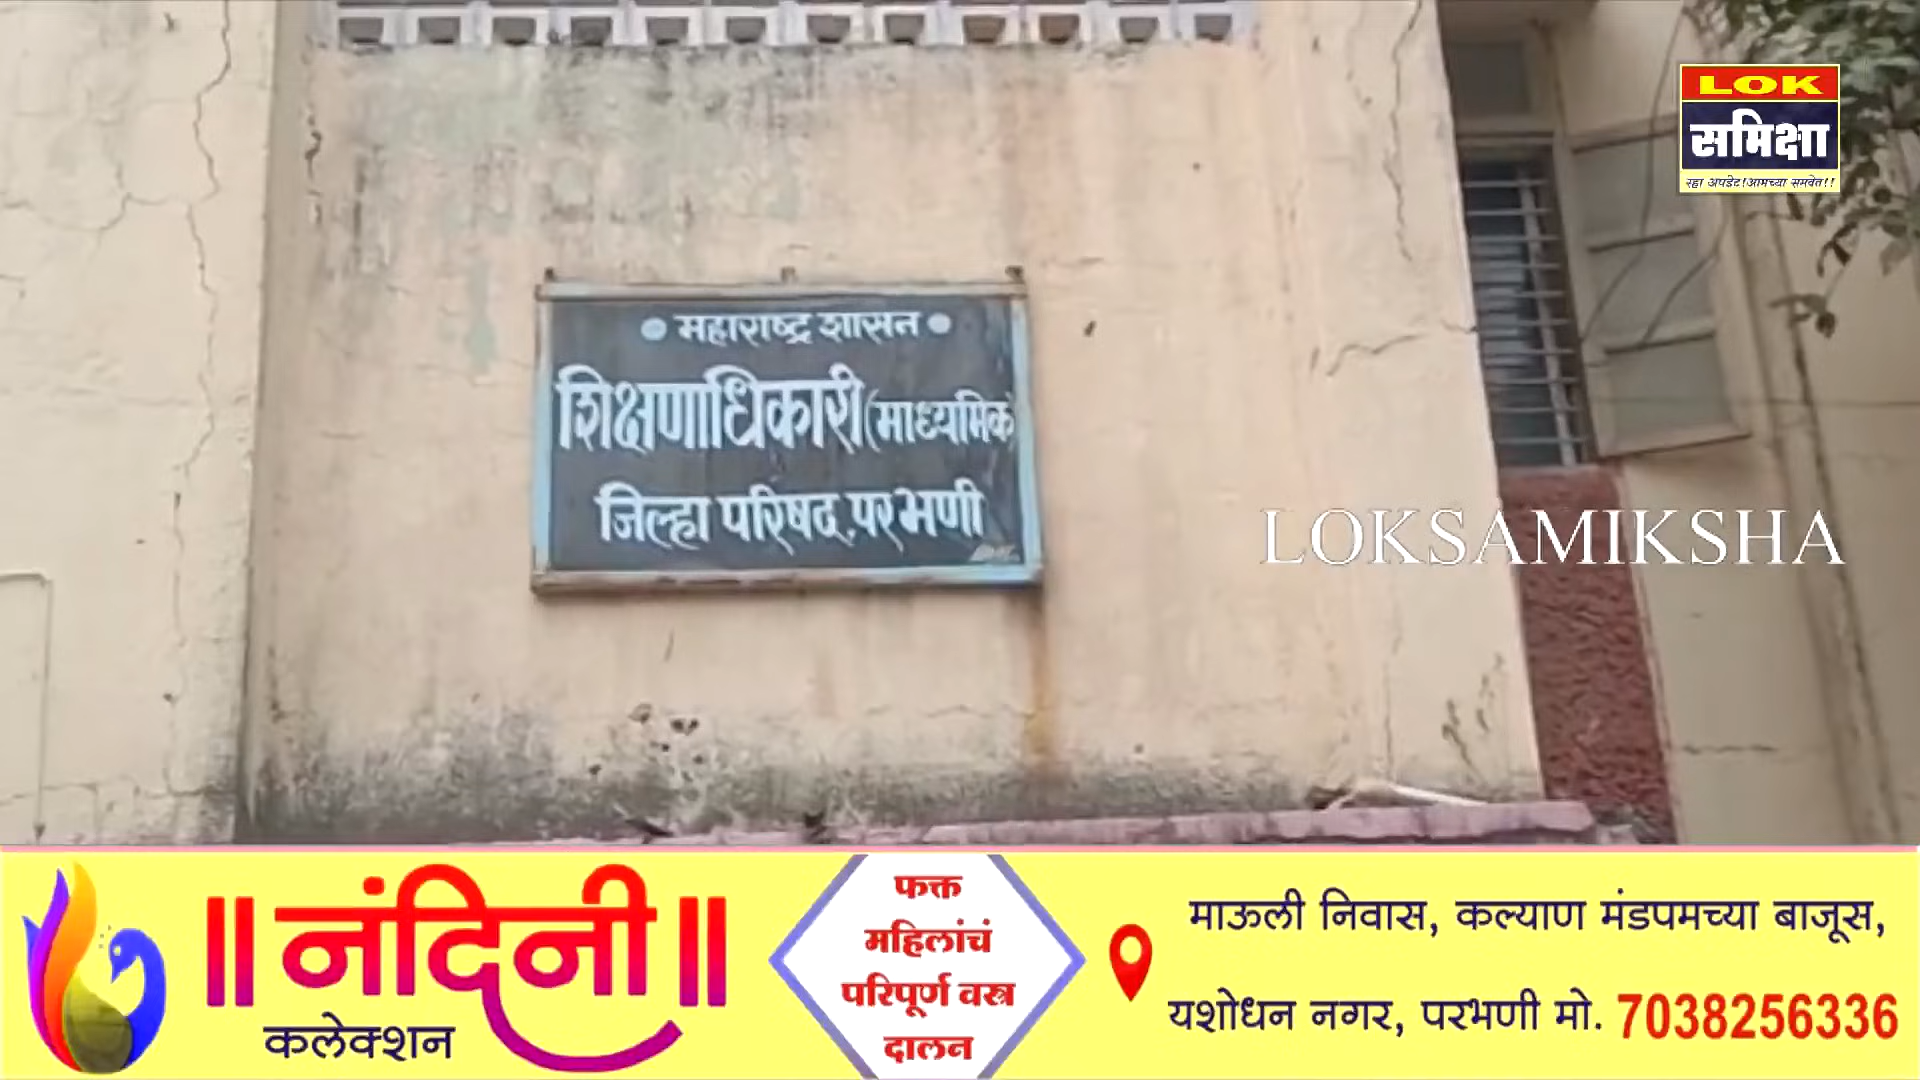 LOK
समिक्षा
रहा अपडेट!आमच्या समवेत!!
• महाराष्ट्र शासन •
शिक्षणाधिकारी(माध्यमिक)
जिल्हा परिषद, परभणी
LOKSAMIKSHA
॥ नंदिनी ॥
कलेक्शन
फक्त
महिलांचं
परिपूर्ण वस्त्र
दालन
माऊली निवास, कल्याण मंडपमच्या बाजूस,
यशोधन नगर, परभणी मो. 7038256336